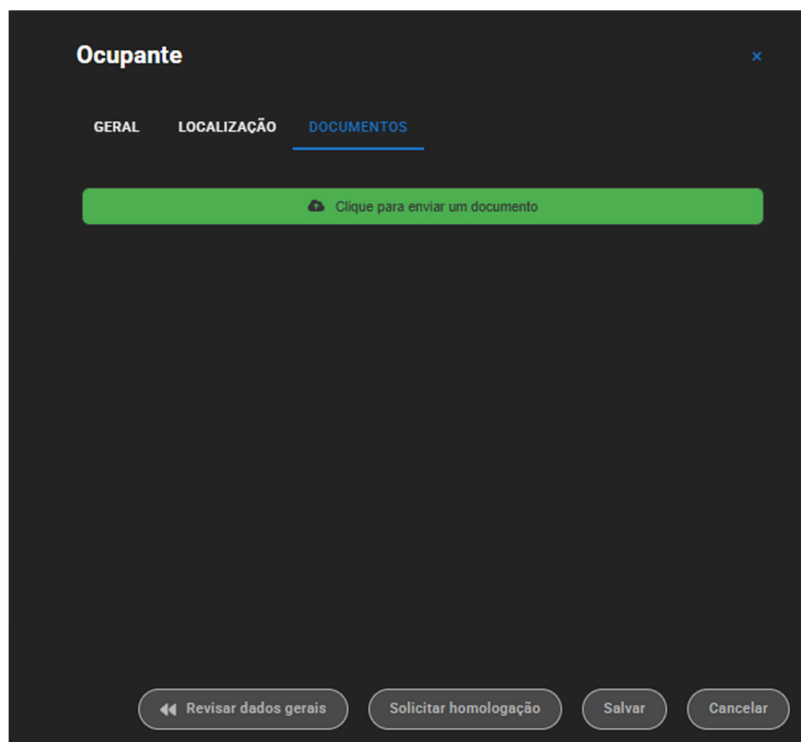 Ocupante
×
GERAL LOCALIZAÇÃO DOCUMENTOS
Clique para enviar um documento
Revisar dados gerais Solicitar homologação Salvar Cancelar